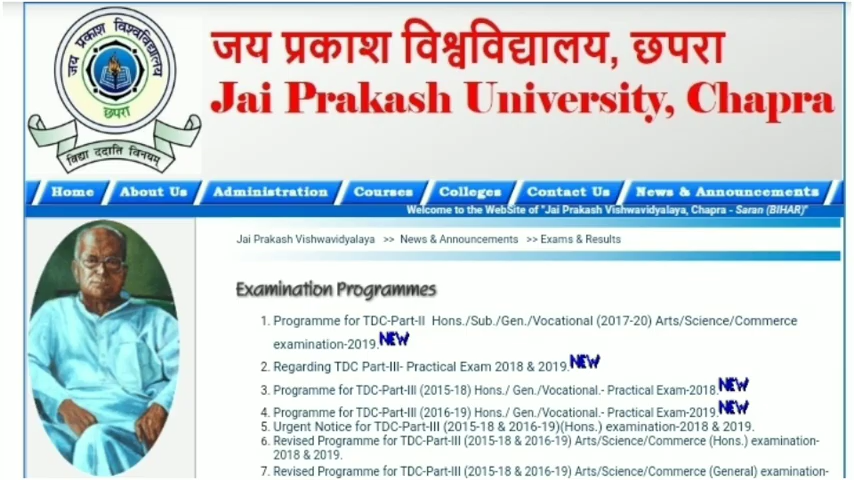 जय प्रकाश विश्वविद्यालय
छपरा
विद्या ददाति विनयम्
जय प्रकाश विश्वविद्यालय, छपरा
Jai Prakash University, Chapra
Home About Us Administration Courses Colleges Contact Us News & Announcements
Welcome to the WebSite of "Jai Prakash Vishwavidyalaya, Chapra - Saran (BIHAR)"
Jai Prakash Vishwavidyalaya >> News & Announcements >> Exams & Results
Examination Programmes
1. Programme for TDC-Part-II Hons./Sub./Gen./Vocational (2017-20) Arts/Science/Commerce
examination-2019. NEW
2. Regarding TDC Part-III- Practical Exam 2018 & 2019. NEW
3. Programme for TDC-Part-III (2015-18) Hons./ Gen./Vocational.- Practical Exam-2018. NEW
4. Programme for TDC-Part-III (2016-19) Hons./ Gen./Vocational.- Practical Exam-2019. NEW
5. Urgent Notice for TDC-Part-III (2015-18 & 2016-19)(Hons.) examination-2018 & 2019.
6. Revised Programme for TDC-Part-III (2015-18 & 2016-19) Arts/Science/Commerce (Hons.) examination-
2018 & 2019.
7. Revised Programme for TDC-Part-III (2015-18 & 2016-19) Arts/Science/Commerce (General) examination-